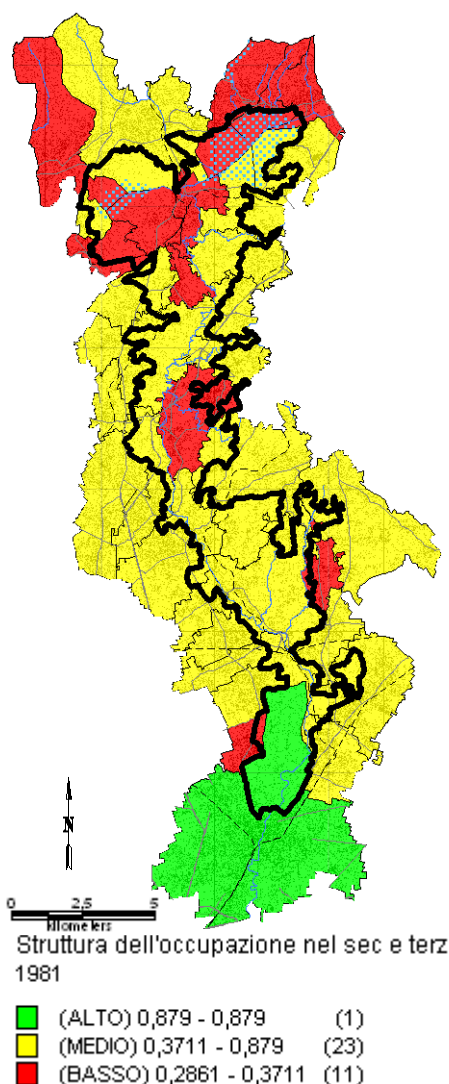 N
0 2,5 5
kilometers
Struttura dell'occupazione nel sec e terz
1981
(ALTO) 0,879 - 0,879 (1)
(MEDIO) 0,3711 - 0,879 (23)
(BASSO) 0,2861 - 0,3711 (11)